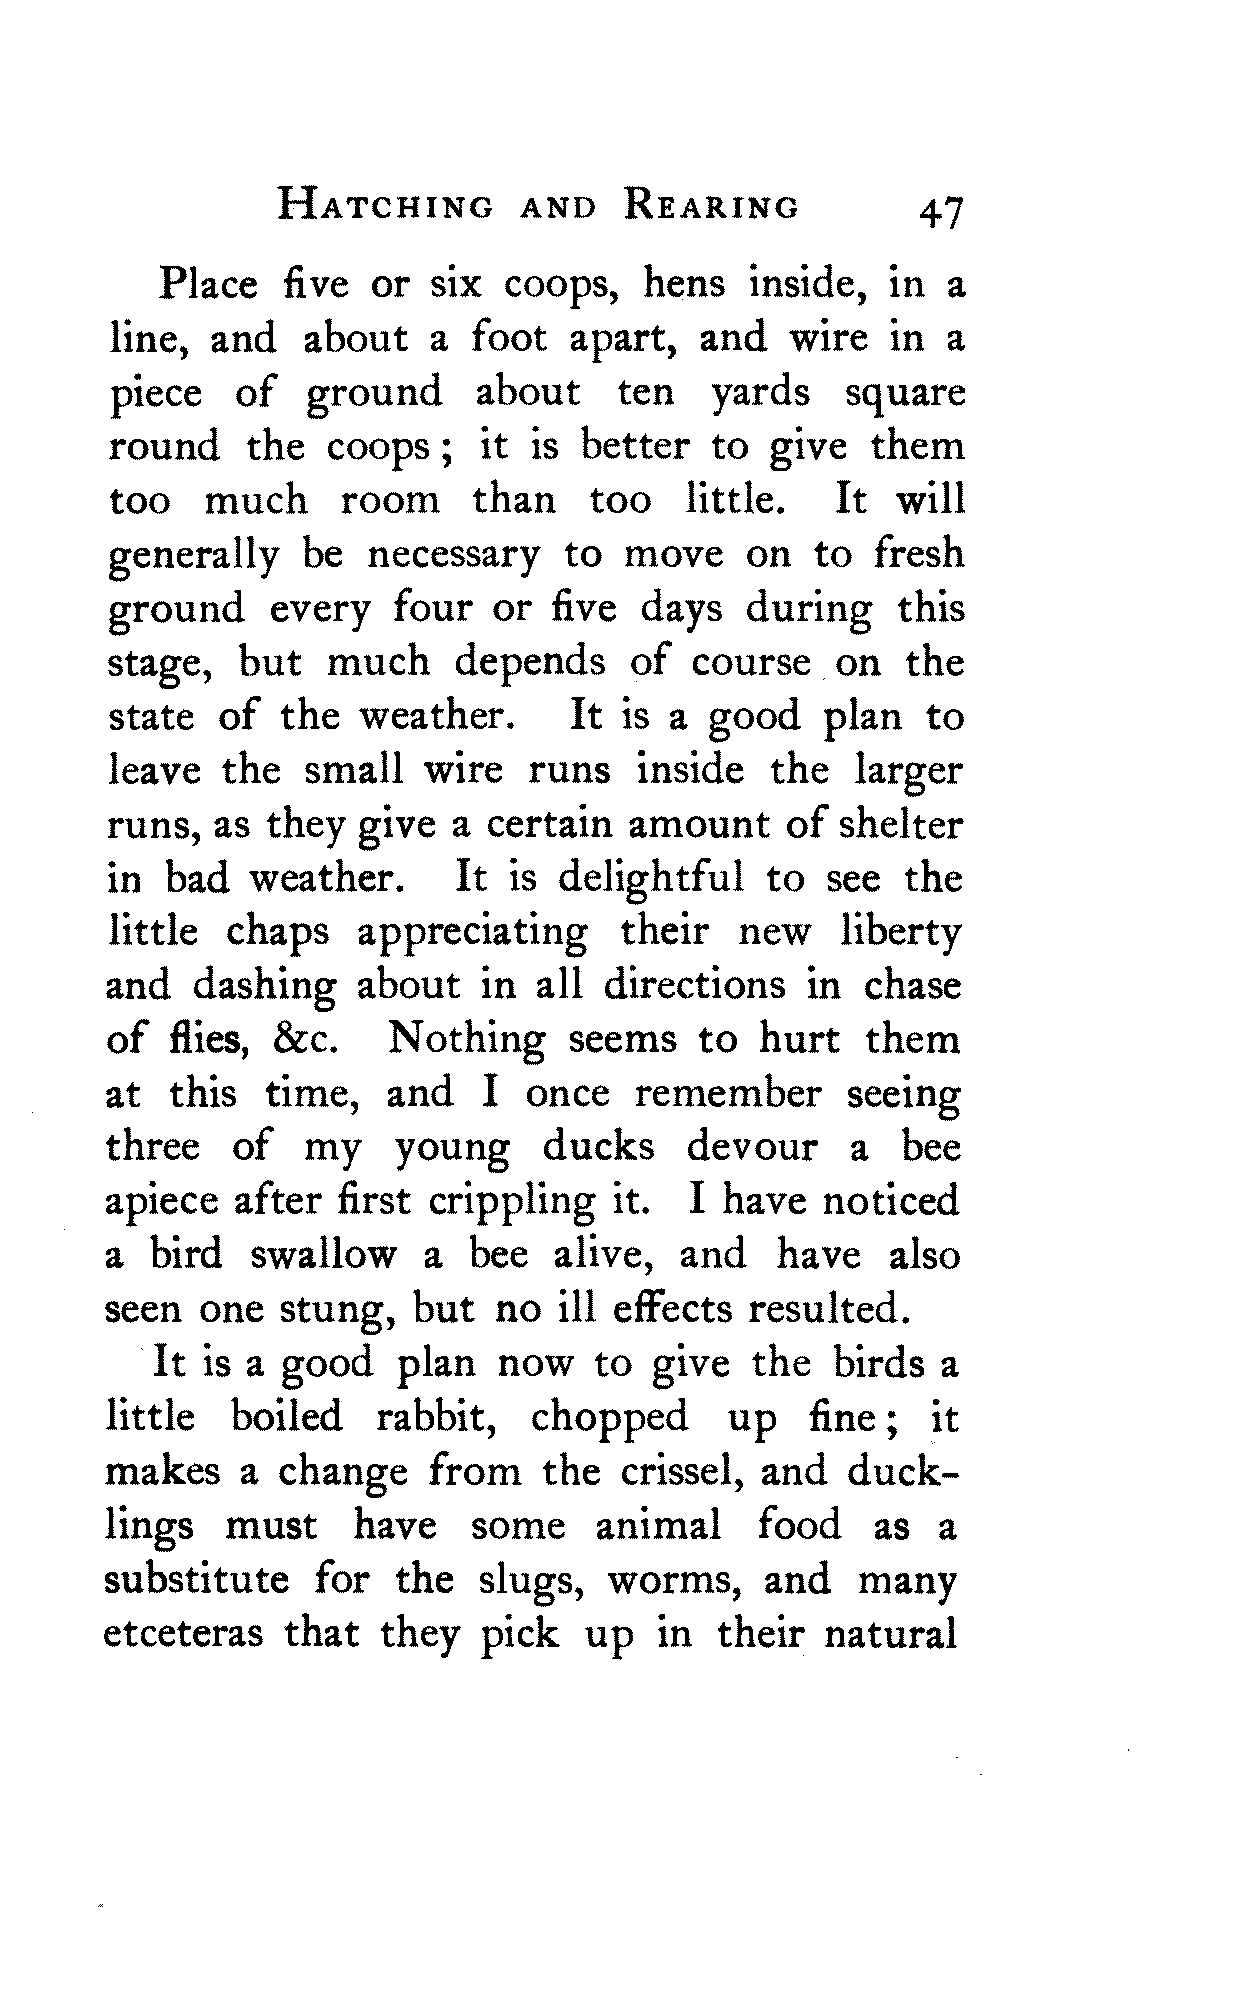 Hatching and Rearing 47
Place five or six coops, hens inside, in a
line, and about a foot apart, and wire in a
piece of ground about ten yards square
round the coops ; it is better to give them
too much room than too little. It will
generally be necessary to move on to fresh
ground every four or five days during this
stage, but much depends of course on the
state of the weather. It is a good plan to
leave the small wire runs inside the larger
runs, as they give a certain amount of shelter
in bad weather. It is delightful to see the
little chaps appreciating their new liberty
and dashing about in all directions in chase
of flies, &c. Nothing seems to hurt them
at this time, and I once remember seeing
three of my young ducks devour a bee
apiece after first crippling it. I have noticed
a bird swallow a bee alive, and have also
seen one stung, but no ill effects resulted.
It is a good plan now to give the birds a
little boiled rabbit, chopped up fine ; it
makes a change from the crissel, and duck-
lings must have some animal food as a
substitute for the slugs, worms, and many
etceteras that they pick up in their natural